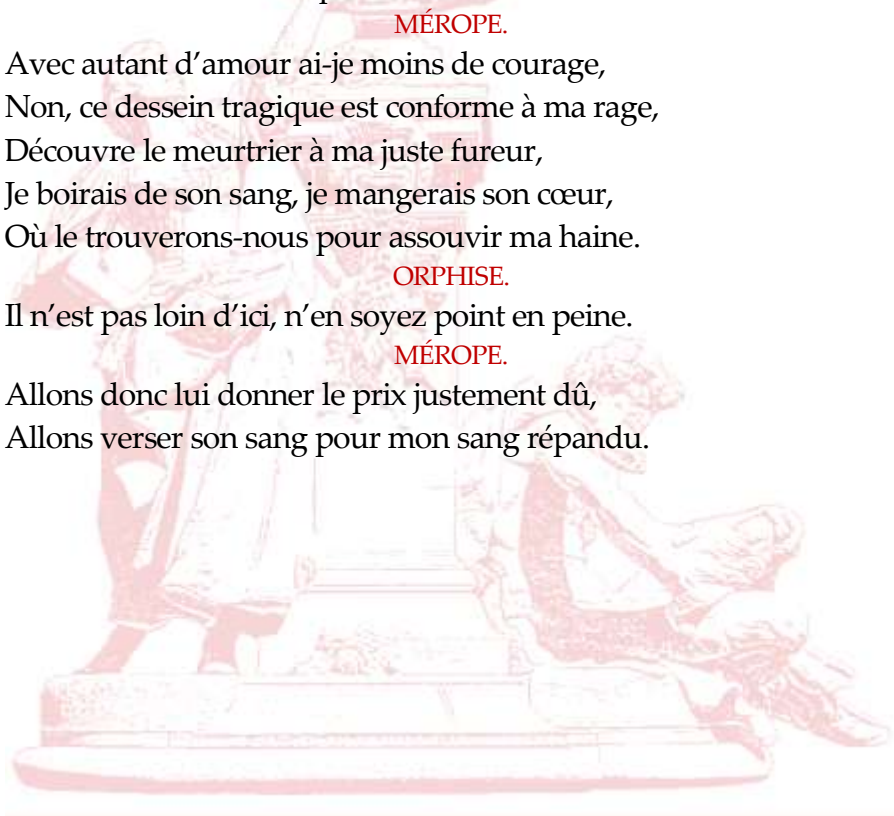 MÉROPE.
Avec autant d’amour ai-je moins de courage,
Non, ce dessein tragique est conforme à ma rage,
Découvre le meurtrier à ma juste fureur,
Je boirais de son sang, je mangerais son cœur,
Où le trouverons-nous pour assouvir ma haine.
ORPHISE.
Il n’est pas loin d’ici, n’en soyez point en peine.
MÉROPE.
Allons donc lui donner le prix justement dû,
Allons verser son sang pour mon sang répandu.